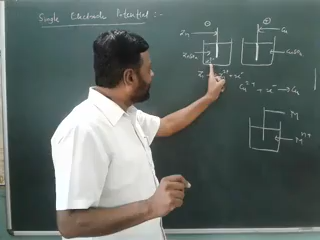 Single Electrode Potential :-
Zn
Cu
ZnSO4
CuSO4
Cu2+ + 2e- → Cu
M
Mn+